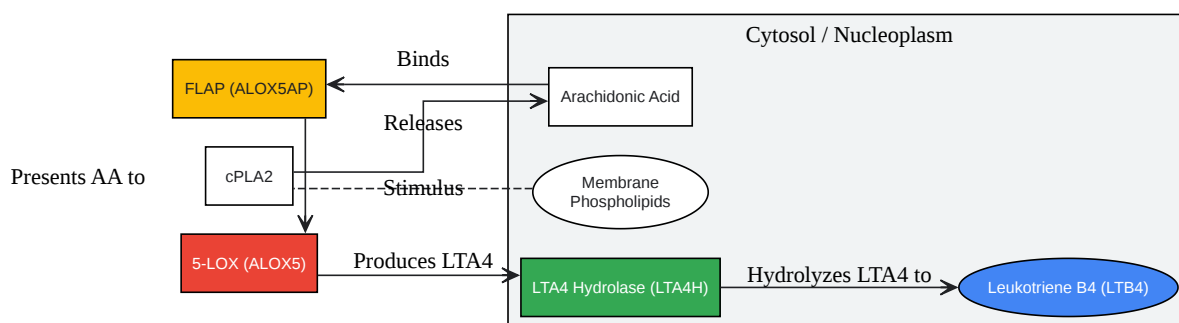 Cytosol / Nucleoplasm
Binds
FLAP (ALOX5AP)
Arachidonic Acid
Releases
Presents AA to
cPLA2
Stimulus
Membrane
Phospholipids
5-LOX (ALOX5)
Produces LTA4
LTA4 Hydrolase (LTA4H)
Hydrolyzes LTA4 to
Leukotriene B4 (LTB4)